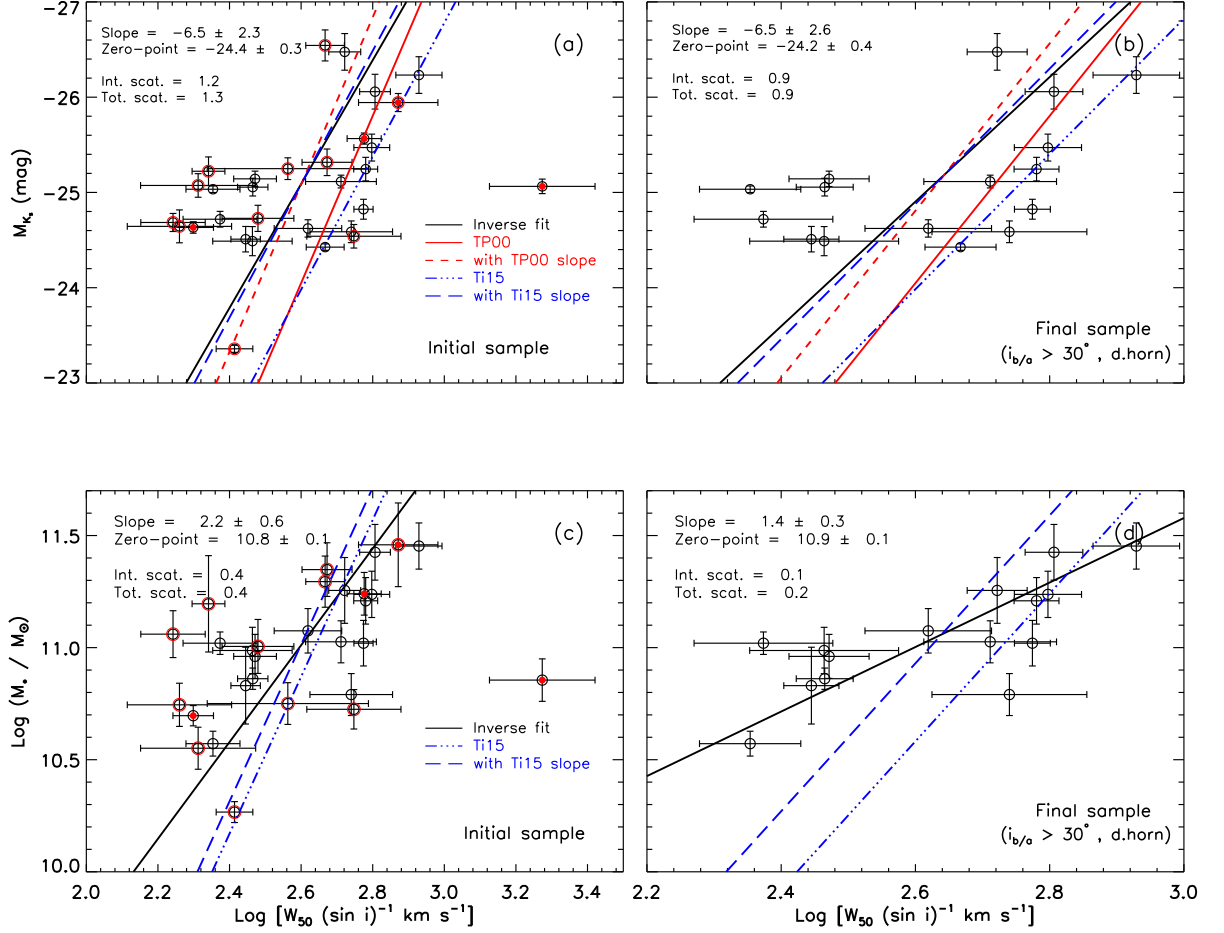 -27
-26
-25
-24
-23
M_Ks (mag)
Slope = -6.5 ± 2.3
Zero-point = -24.4 ± 0.3
Int. scat. = 1.2
Tot. scat. = 1.3
(a)
Inverse fit
TP00
with TP00 slope
Ti15
with Ti15 slope
Initial sample
Slope = -6.5 ± 2.6
Zero-point = -24.2 ± 0.4
Int. scat. = 0.9
Tot. scat. = 0.9
(b)
Final sample
(i_b/a > 30° , d.horn)
11.5
11.0
10.5
10.0
Log (M⋆ / M⊙)
Slope = 2.2 ± 0.6
Zero-point = 10.8 ± 0.1
Int. scat. = 0.4
Tot. scat. = 0.4
(c)
Inverse fit
Ti15
with Ti15 slope
Initial sample
2.0 2.2 2.4 2.6 2.8 3.0 3.2 3.4
Log [W50 (sin i)⁻¹ km s⁻¹]
Slope = 1.4 ± 0.3
Zero-point = 10.9 ± 0.1
Int. scat. = 0.1
Tot. scat. = 0.2
(d)
Final sample
(i_b/a > 30° , d.horn)
2.2 2.4 2.6 2.8 3.0
Log [W50 (sin i)⁻¹ km s⁻¹]